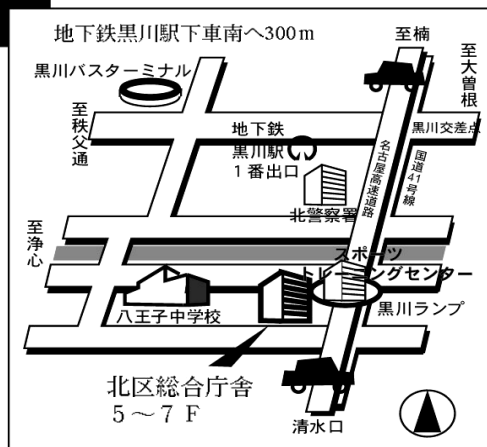 地下鉄黒川駅下車南へ300m
至楠
至大曽根
黒川バスターミナル
至秩父通
地下鉄
黒川駅
1番出口
黒川交差点
名古屋高速道路
国道41号線
北警察署
至浄心
スポーツ
トレーニングセンター
八王子中学校
黒川ランプ
北区総合庁舎
5～7F
清水口